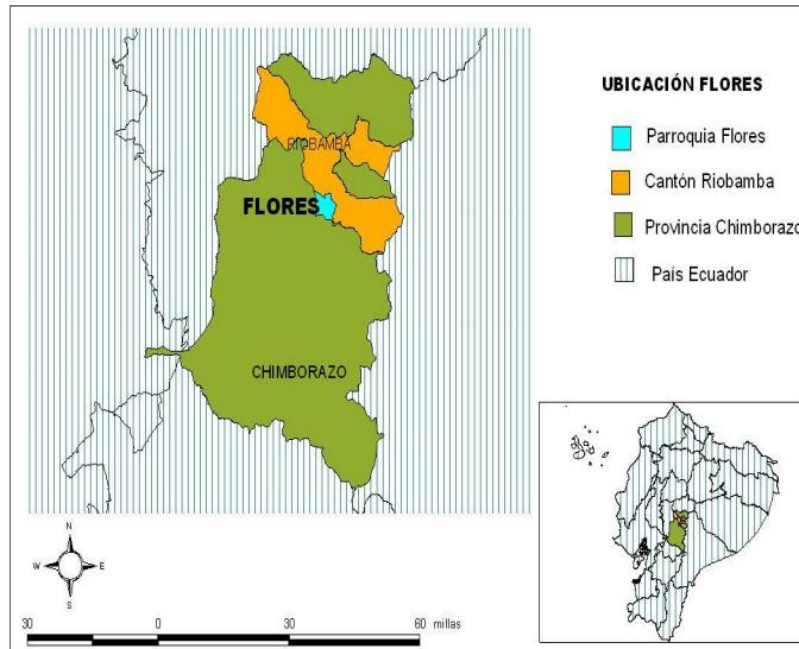 RIOBAMBA
FLORES
CHIMBORAZO
UBICACIÓN FLORES
Parroquia Flores
Cantón Riobamba
Provincia Chimborazo
País Ecuador
N
W E
S
30 0 30 60 millas